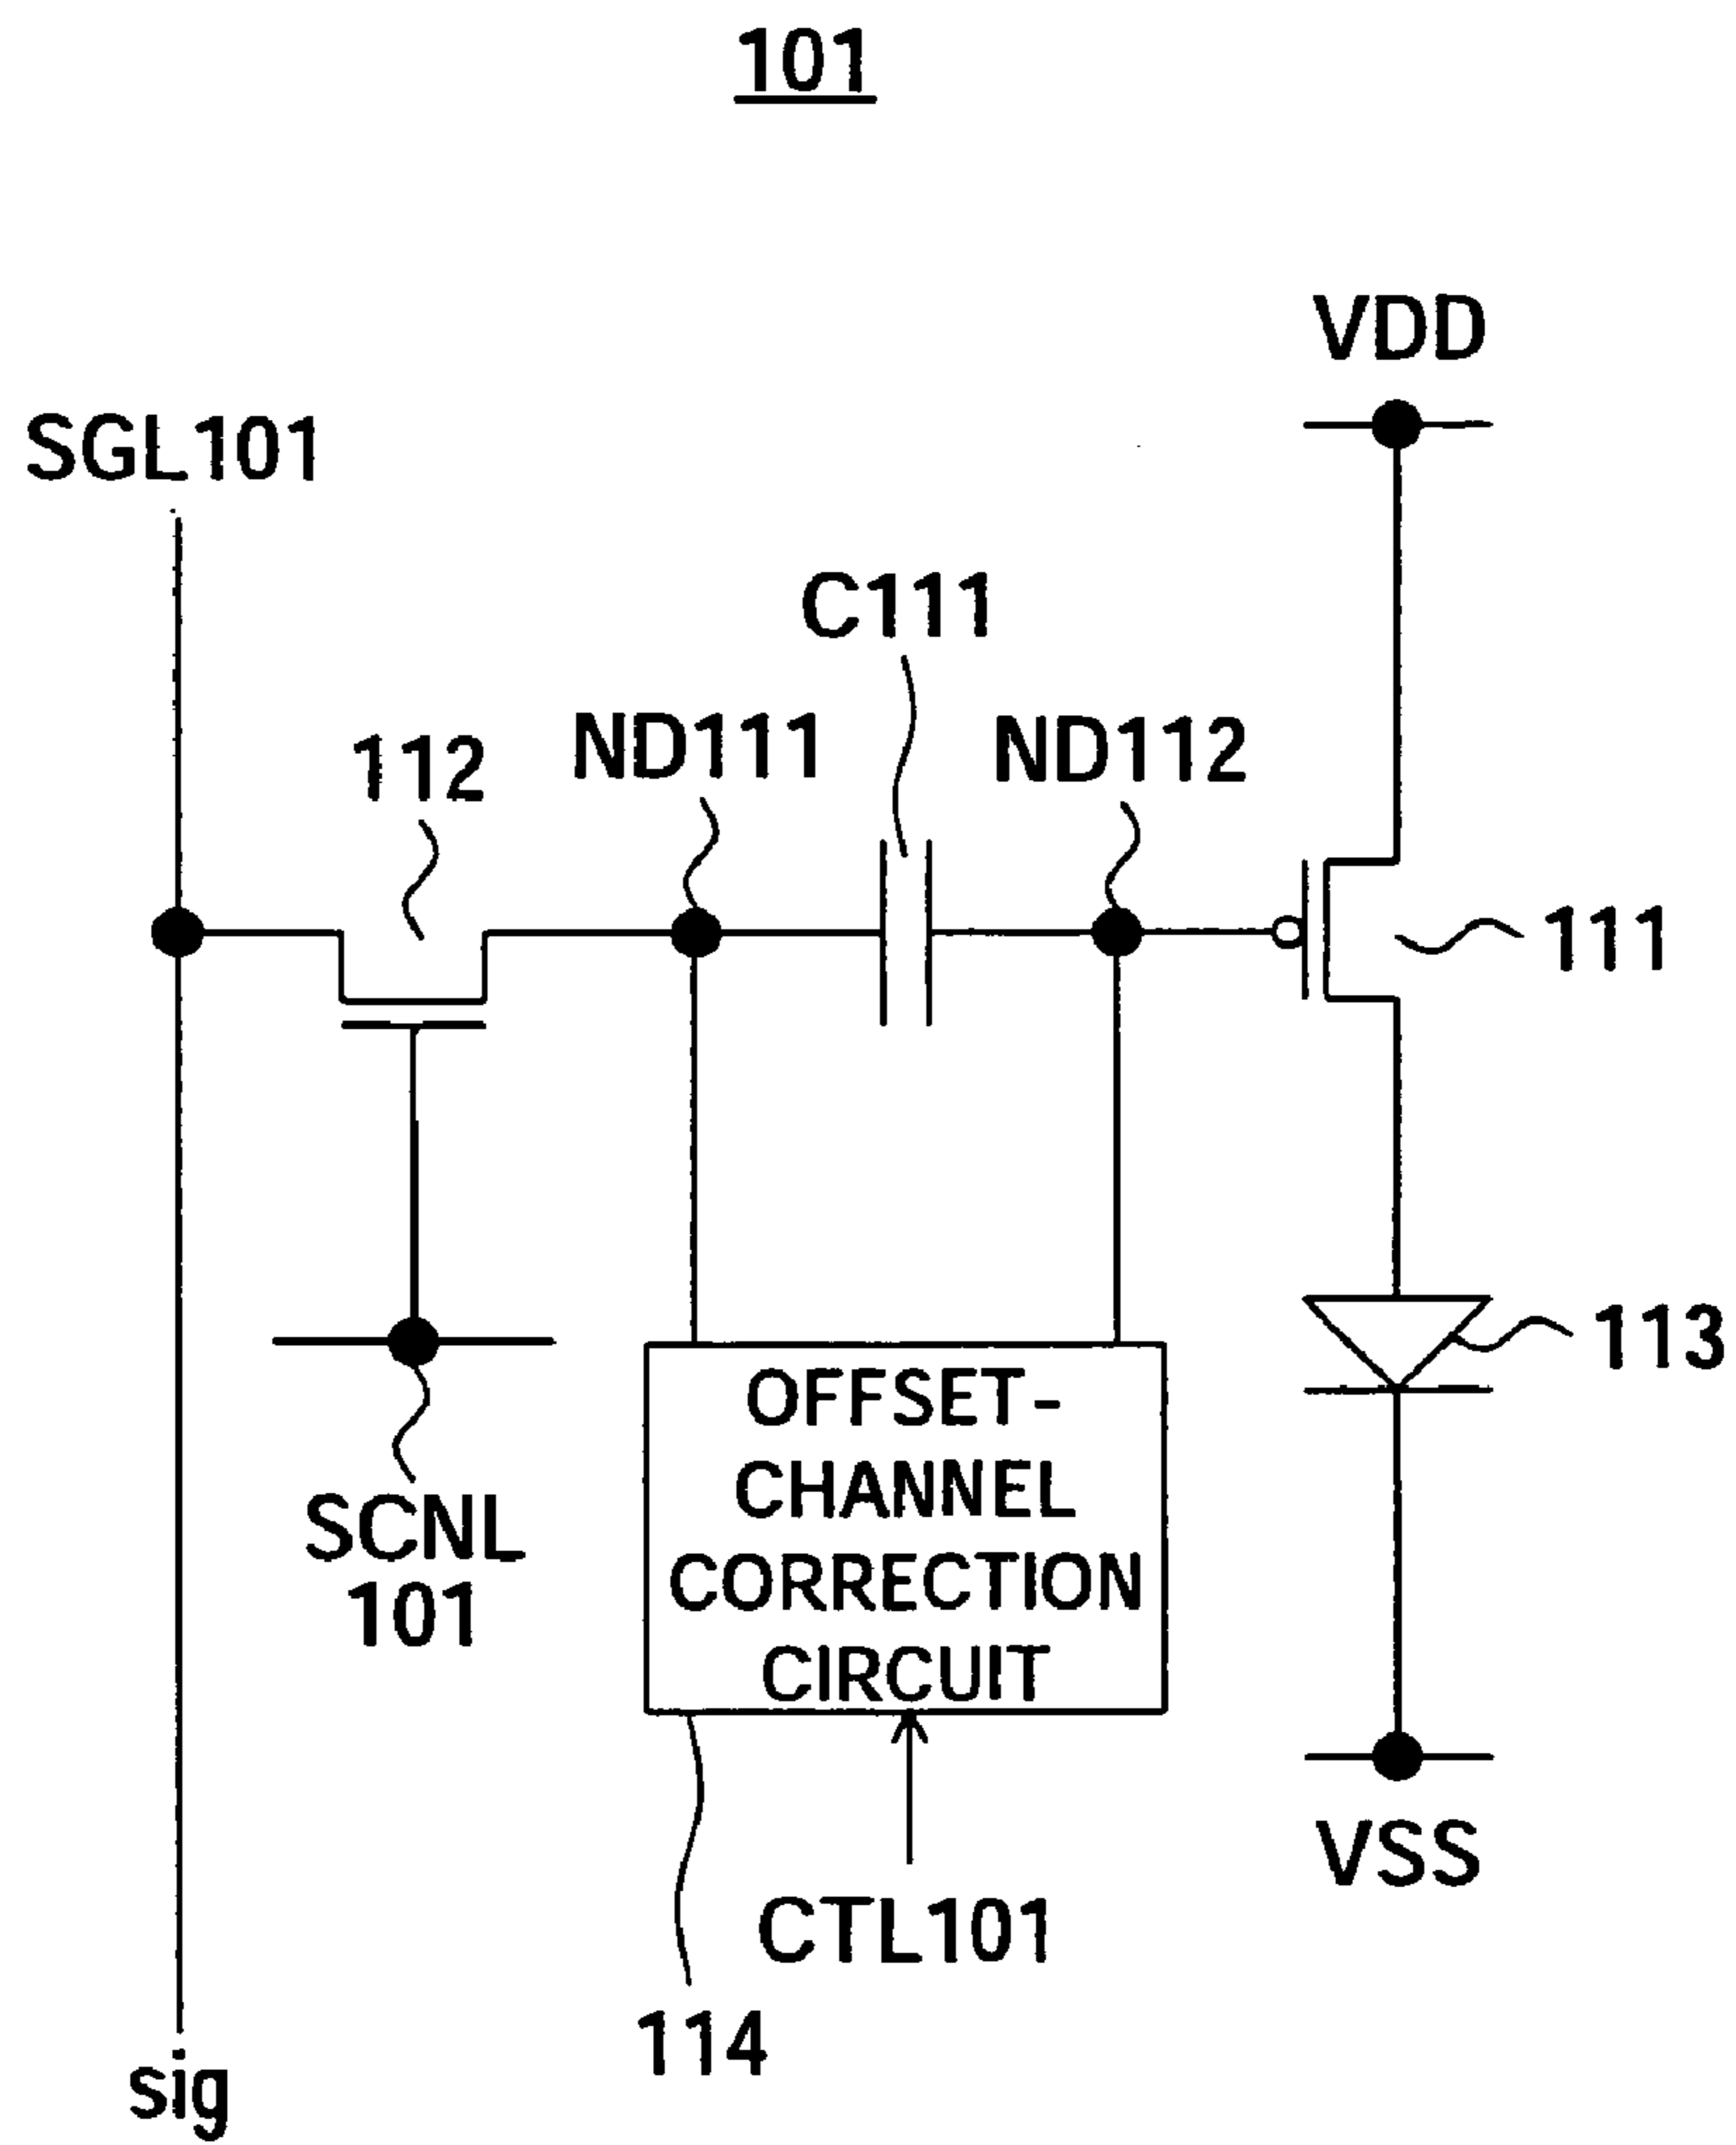 101
VDD
SGL101
C111
ND111
ND112
112
111
113
OFFSET-
CHANNEL
CORRECTION
CIRCUIT
SCNL
101
VSS
CTL101
114
sig